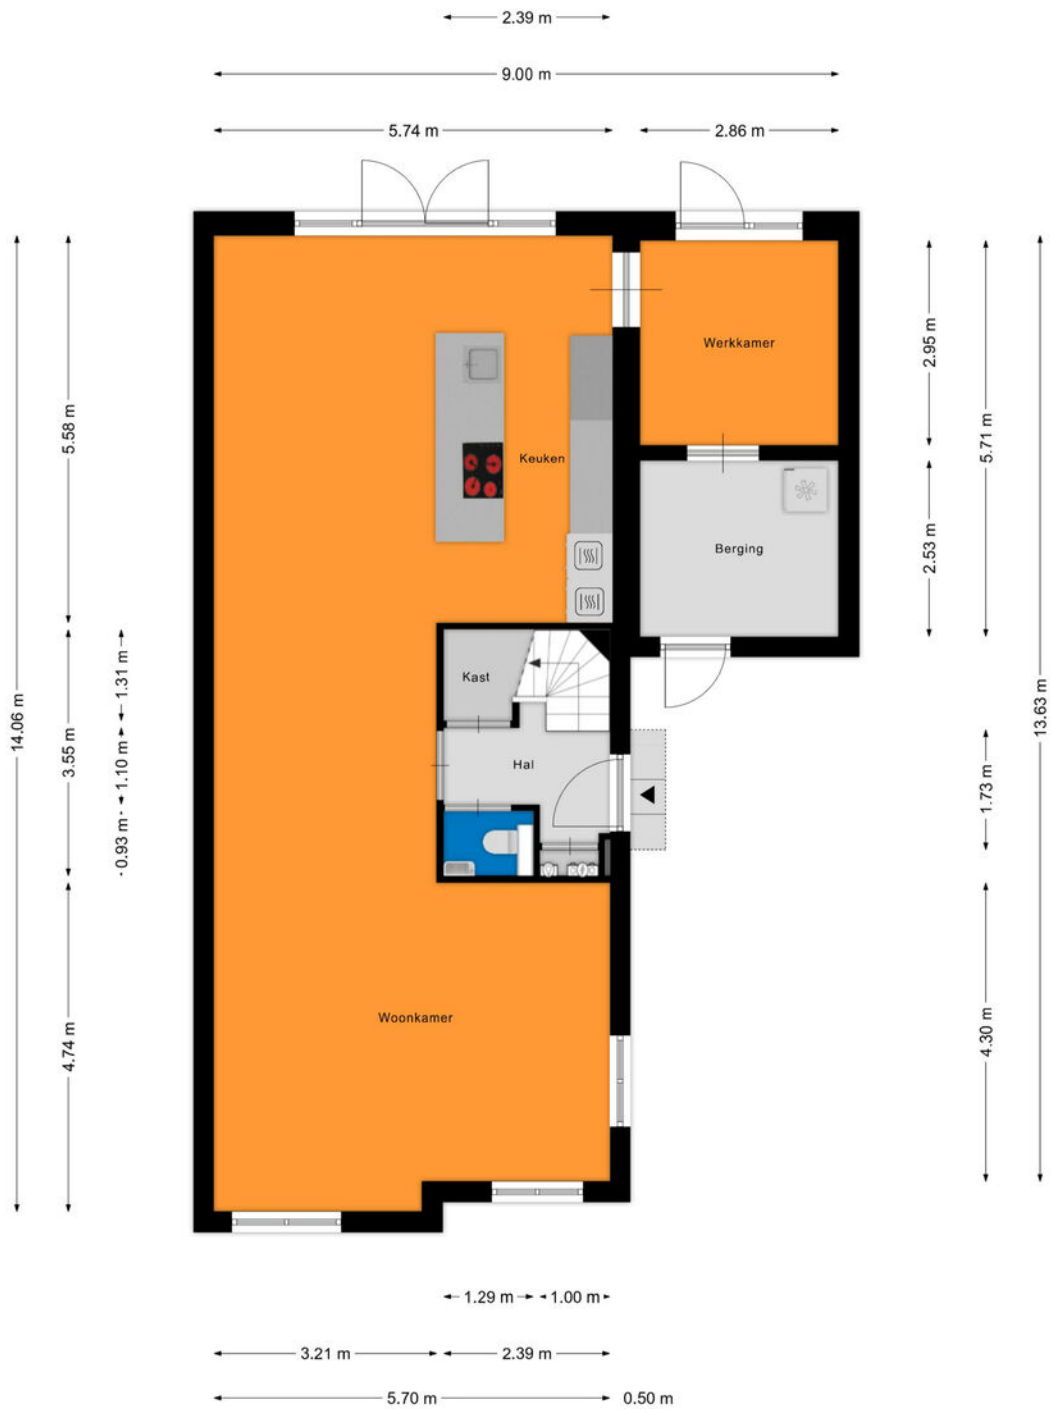 2.39 m
9.00 m
5.74 m
2.86 m
Werkkamer
2.95 m
5.71 m
5.58 m
Keuken
Berging
2.53 m
14.06 m
13.63 m
1.31 m
Kast
3.55 m
1.10 m
Hal
1.73 m
0.93 m
4.74 m
Woonkamer
4.30 m
1.29 m
1.00 m
3.21 m
2.39 m
5.70 m
0.50 m